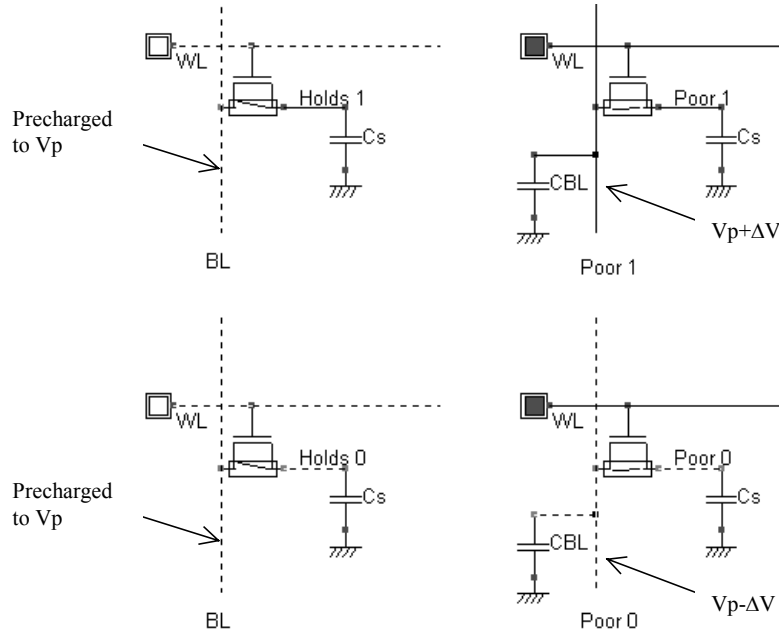 WL
Holds 1
Precharged
to Vp
Cs
BL
WL
Poor 1
Cs
CBL
Vp+ΔV
Poor 1
WL
Holds 0
Precharged
to Vp
Cs
BL
WL
Poor 0
Cs
CBL
Vp-ΔV
Poor 0